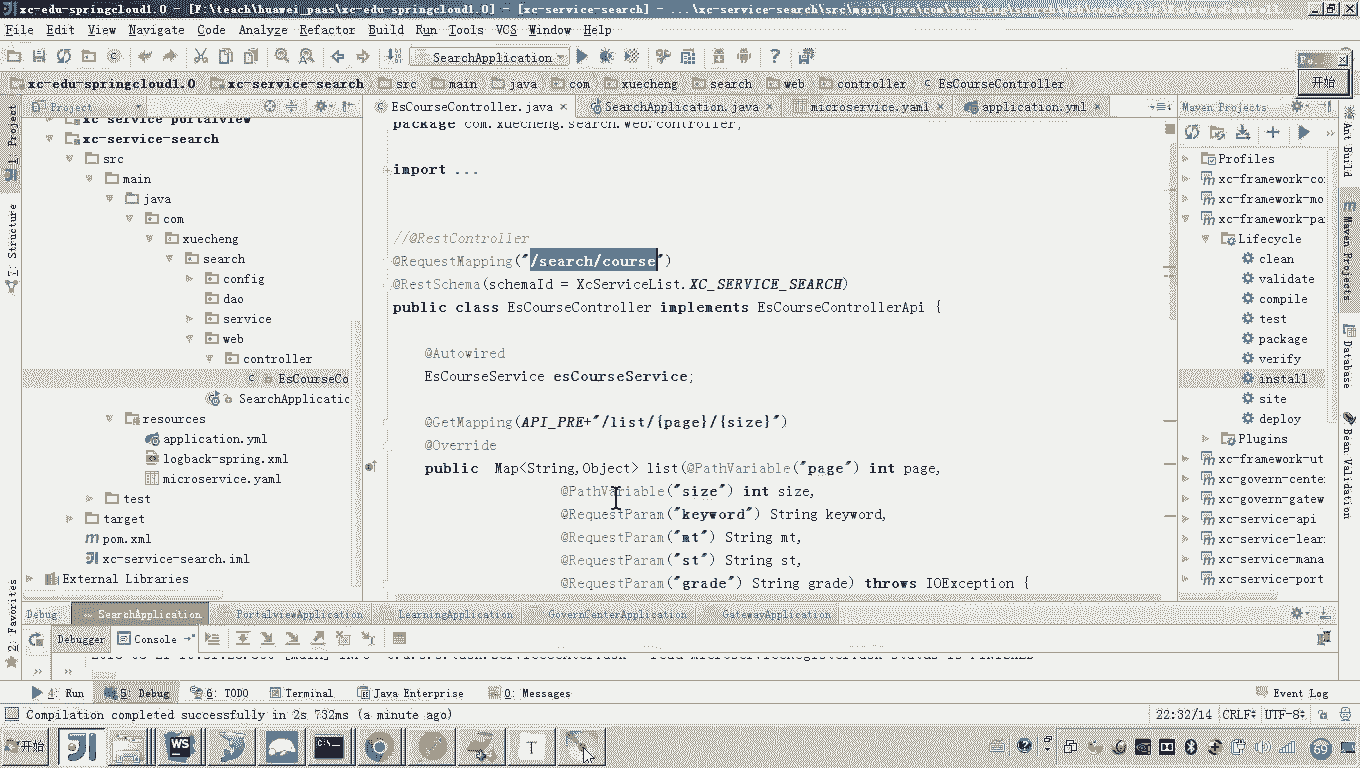 xc-edu-springcloud1.0 - [F:\teach\huawei_paas\xc-edu-springcloud1.0] - [xc-service-search]
File Edit View Navigate Code Analyze Refactor Build Run Tools VCS Window Help
SearchApplication
开始
xc-edu-springcloud1.0 xc-service-search src main java com xuecheng search web controller EsCourseController
Project
EsCourseController.java SearchApplication.java microservice.yaml application.yml
Maven Projects
1: Project
Z: Structure
2: Favorites
xc-service-portalview
xc-service-search
src
main
java
com
xuecheng
search
config
dao
service
web
controller
EsCourseCo
SearchApplicatic
resources
application.yml
logback-spring.xml
microservice.yaml
test
target
pom.xml
xc-service-search.iml
External Libraries
package com.xuecheng.search.web.controller;
import ...
//@RestController
@RequestMapping("/search/course")
@RestSchema(schemaId = XcServiceList.XC_SERVICE_SEARCH)
public class EsCourseController implements EsCourseControllerApi {
@Autowired
EsCourseService esCourseService;
@GetMapping(API_PRE+"/list/{page}/{size}")
@Override
public Map<String,Object> list(@PathVariable("page") int page,
@PathVariable("size") int size,
@RequestParam("keyword") String keyword,
@RequestParam("mt") String mt,
@RequestParam("st") String st,
@RequestParam("grade") String grade) throws IOException {
Profiles
xc-framework-co
xc-framework-mo
xc-framework-pa
Lifecycle
clean
validate
compile
test
package
verify
install
site
deploy
Plugins
xc-framework-ut
xc-govern-center
xc-govern-gatew
xc-service-api
xc-service-lear
xc-service-mana
xc-service-port
Ant Build
Maven Projects
Database
Bean Validation
Debug SearchApplication PortalviewApplication LearningApplication GovernCenterApplication GatewayApplication
Debugger Console
4: Run 5: Debug 6: TODO Terminal Java Enterprise 0: Messages Event Log
Compilation completed successfully in 2s 732ms (a minute ago) 22:32/14 CRLF UTF-8
开始 WS T 69